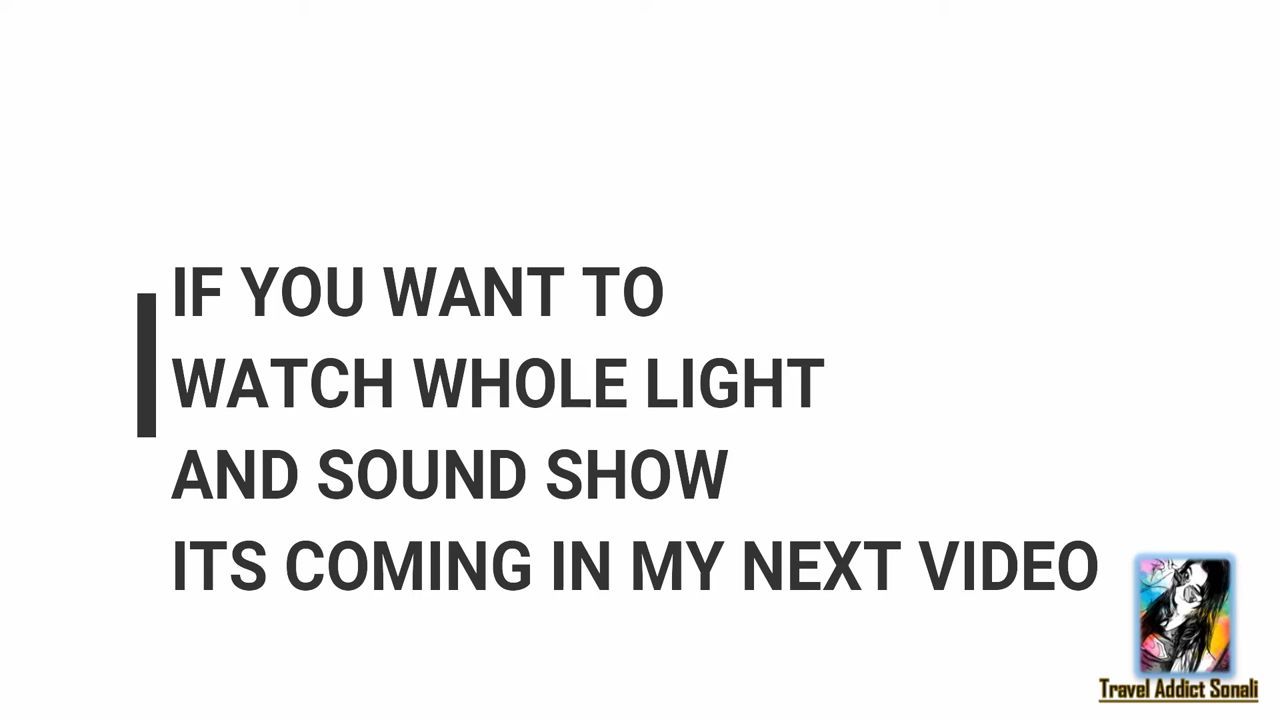 IF YOU WANT TO
WATCH WHOLE LIGHT
AND SOUND SHOW
ITS COMING IN MY NEXT VIDEO
Travel Addict Sonali